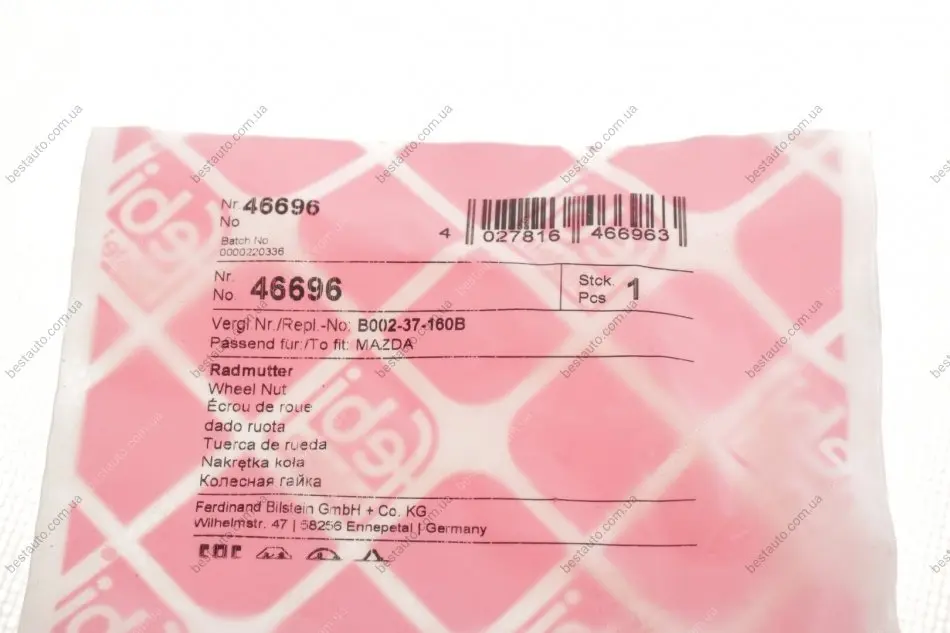 Nr. 46696
No
Batch No
0000220336
4 027816 466963
Nr.
No. 46696
Stck.
Pcs 1
Vergl Nr./Repl.-No: B002-37-160B
Passend für:/To fit: MAZDA
Radmutter
Wheel Nut
Écrou de roue
dado ruota
Tuerca de rueda
Nakrętka koła
Колесная гайка
Ferdinand Bilstein GmbH + Co. KG
Wilhelmstr. 47 | 58256 Ennepetal | Germany
febi
febi
bestauto.com.ua